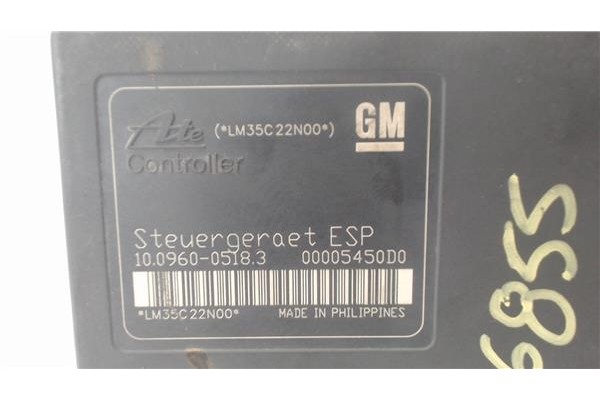 Ate
(*LM35C22N00*)
GM
Controller
Steuergeraet ESP
10.0960-0518.3 00005450D0
*LM35C22N00* MADE IN PHILIPPINES
6855